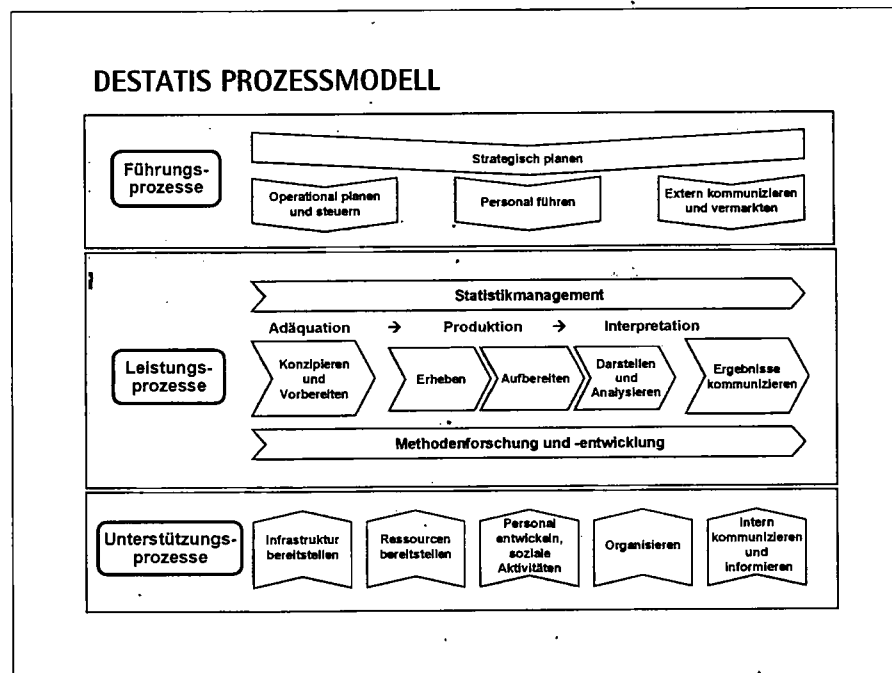 DESTATIS PROZESSMODELL
Führungs-
prozesse
Strategisch planen
Operational planen
und steuern
Personal führen
Extern kommunizieren
und vermarkten
Leistungs-
prozesse
Statistikmanagement
Adäquation → Produktion → Interpretation
Konzipieren
und
Vorbereiten
Erheben
Aufbereiten
Darstellen
und
Analysieren
Ergebnisse
kommunizieren
Methodenforschung und -entwicklung
Unterstützungs-
prozesse
Infrastruktur
bereitstellen
Ressourcen
bereitstellen
Personal
entwickeln,
soziale
Aktivitäten
Organisieren
Intern
kommunizieren
und
informieren